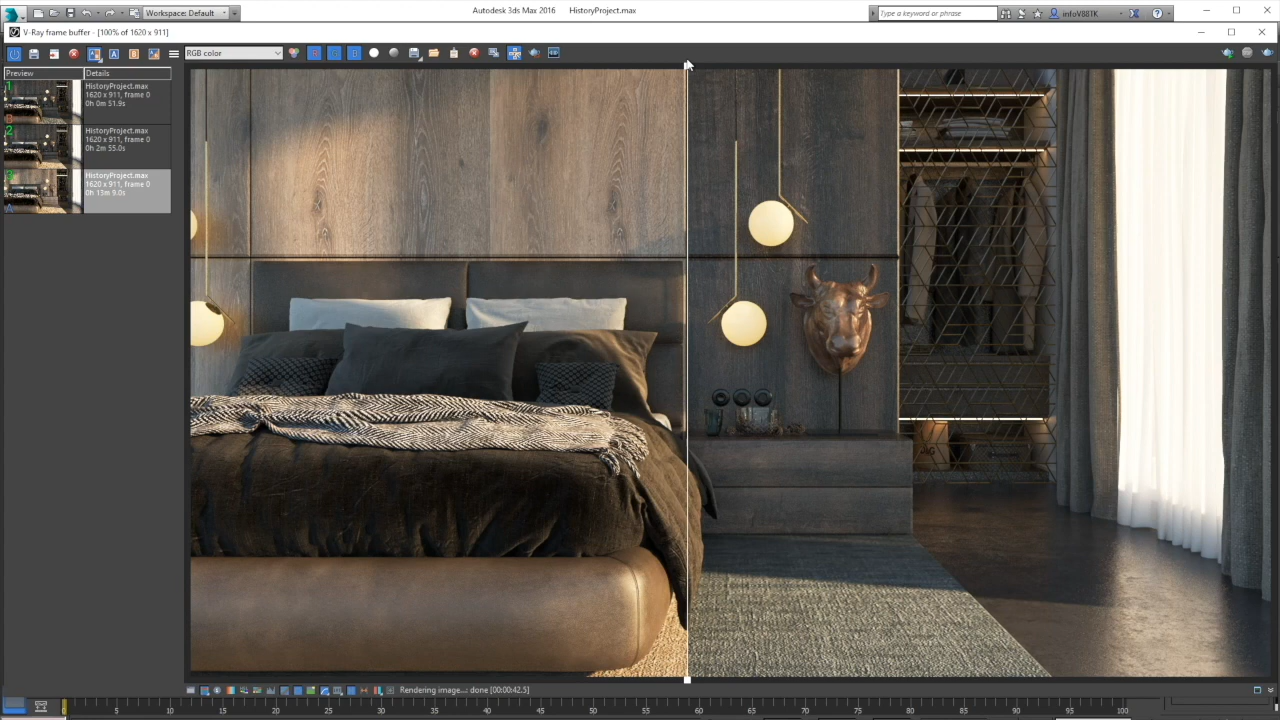 Workspace: Default
Autodesk 3ds Max 2016 HistoryProject.max
Type a keyword or phrase
infoV88TK
V-Ray frame buffer - [100% of 1620 x 911]
RGB color
Preview
Details
1
B
HistoryProject.max
1620 x 911, frame 0
0h 0m 51.9s
2
HistoryProject.max
1620 x 911, frame 0
0h 2m 55.0s
A
HistoryProject.max
1620 x 911, frame 0
0h 13m 9.0s
Rendering image...: done [00:00:42.5]
0 5 10 15 20 25 30 35 40 45 50 55 60 65 70 75 80 85 90 95 100